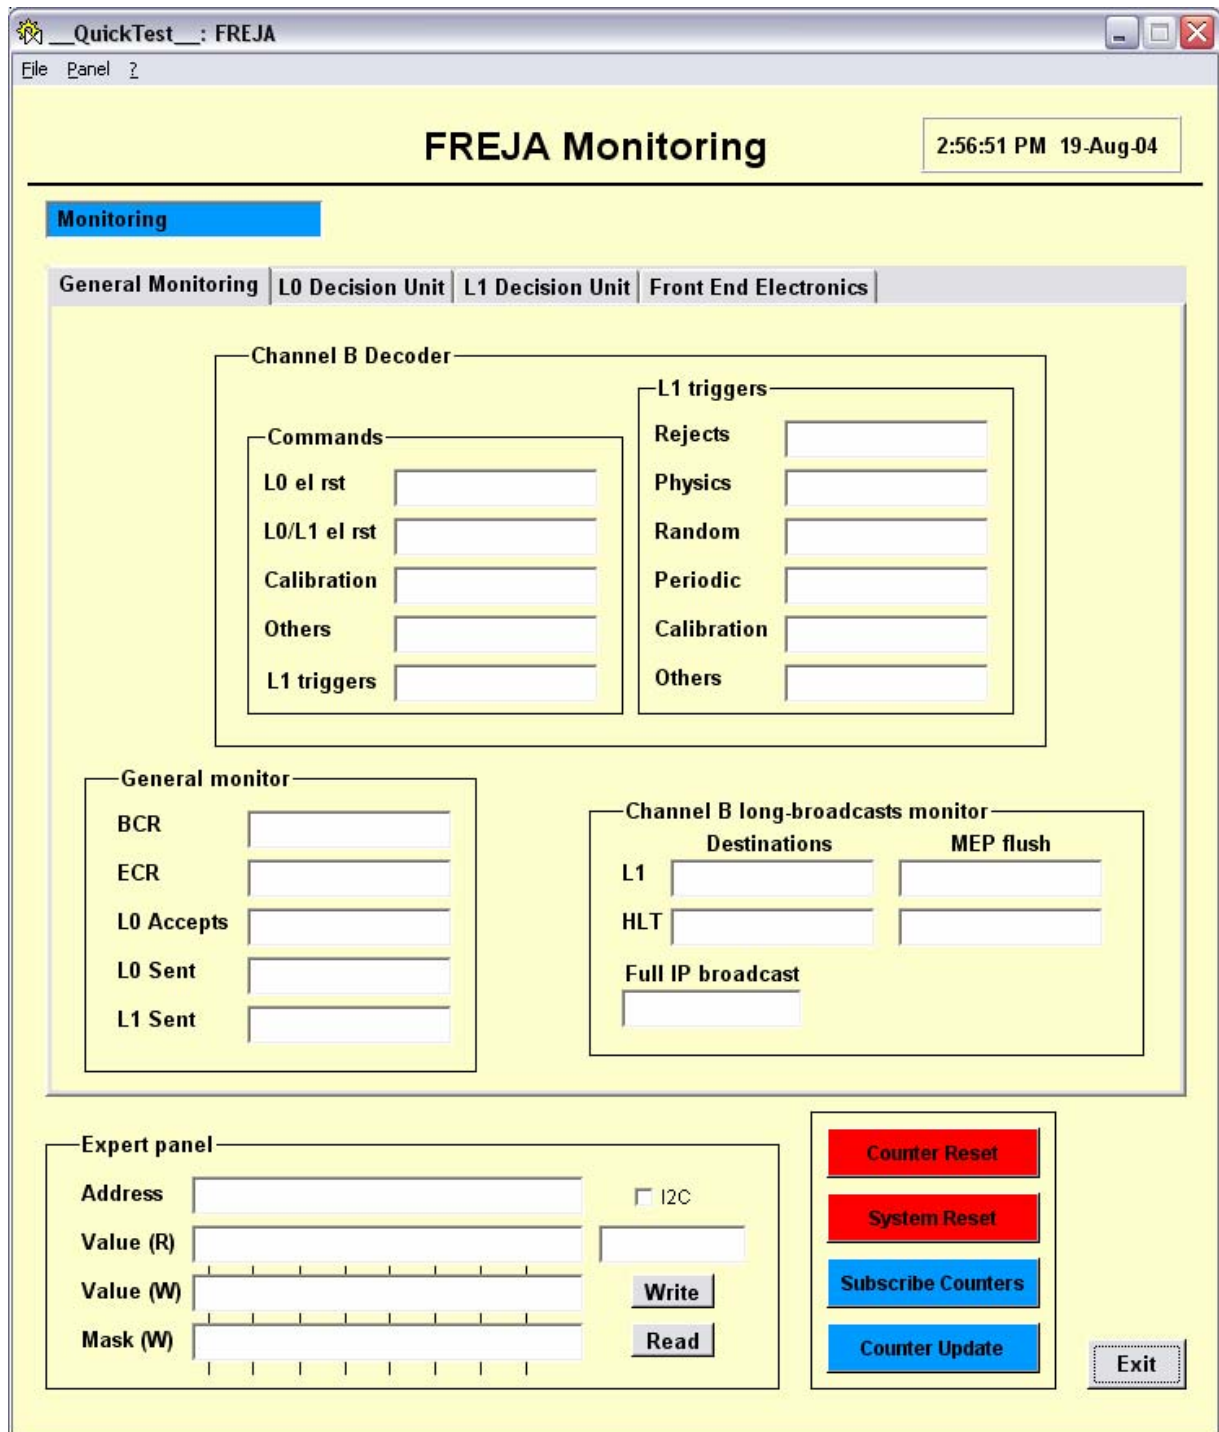 __QuickTest__: FREJA
File Panel ?
FREJA Monitoring
2:56:51 PM 19-Aug-04
Monitoring
General Monitoring L0 Decision Unit L1 Decision Unit Front End Electronics
Channel B Decoder
Commands
L0 el rst
L0/L1 el rst
Calibration
Others
L1 triggers
L1 triggers
Rejects
Physics
Random
Periodic
Calibration
Others
General monitor
BCR
ECR
L0 Accepts
L0 Sent
L1 Sent
Channel B long-broadcasts monitor
Destinations MEP flush
L1
HLT
Full IP broadcast
Expert panel
Address
I2C
Value (R)
Value (W)
Write
Mask (W)
Read
Counter Reset
System Reset
Subscribe Counters
Counter Update
Exit